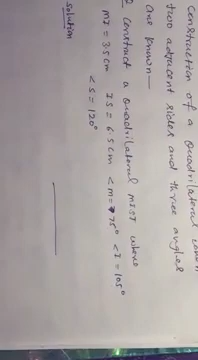 Construction of a Quadrilateral when
two adjacent sides and three angles
are known—
Q Construct a Quadrilateral MIST where
MI = 3.5 cm IS = 6.5 cm <M = 75° <I = 105°
<S = 120°
Solution